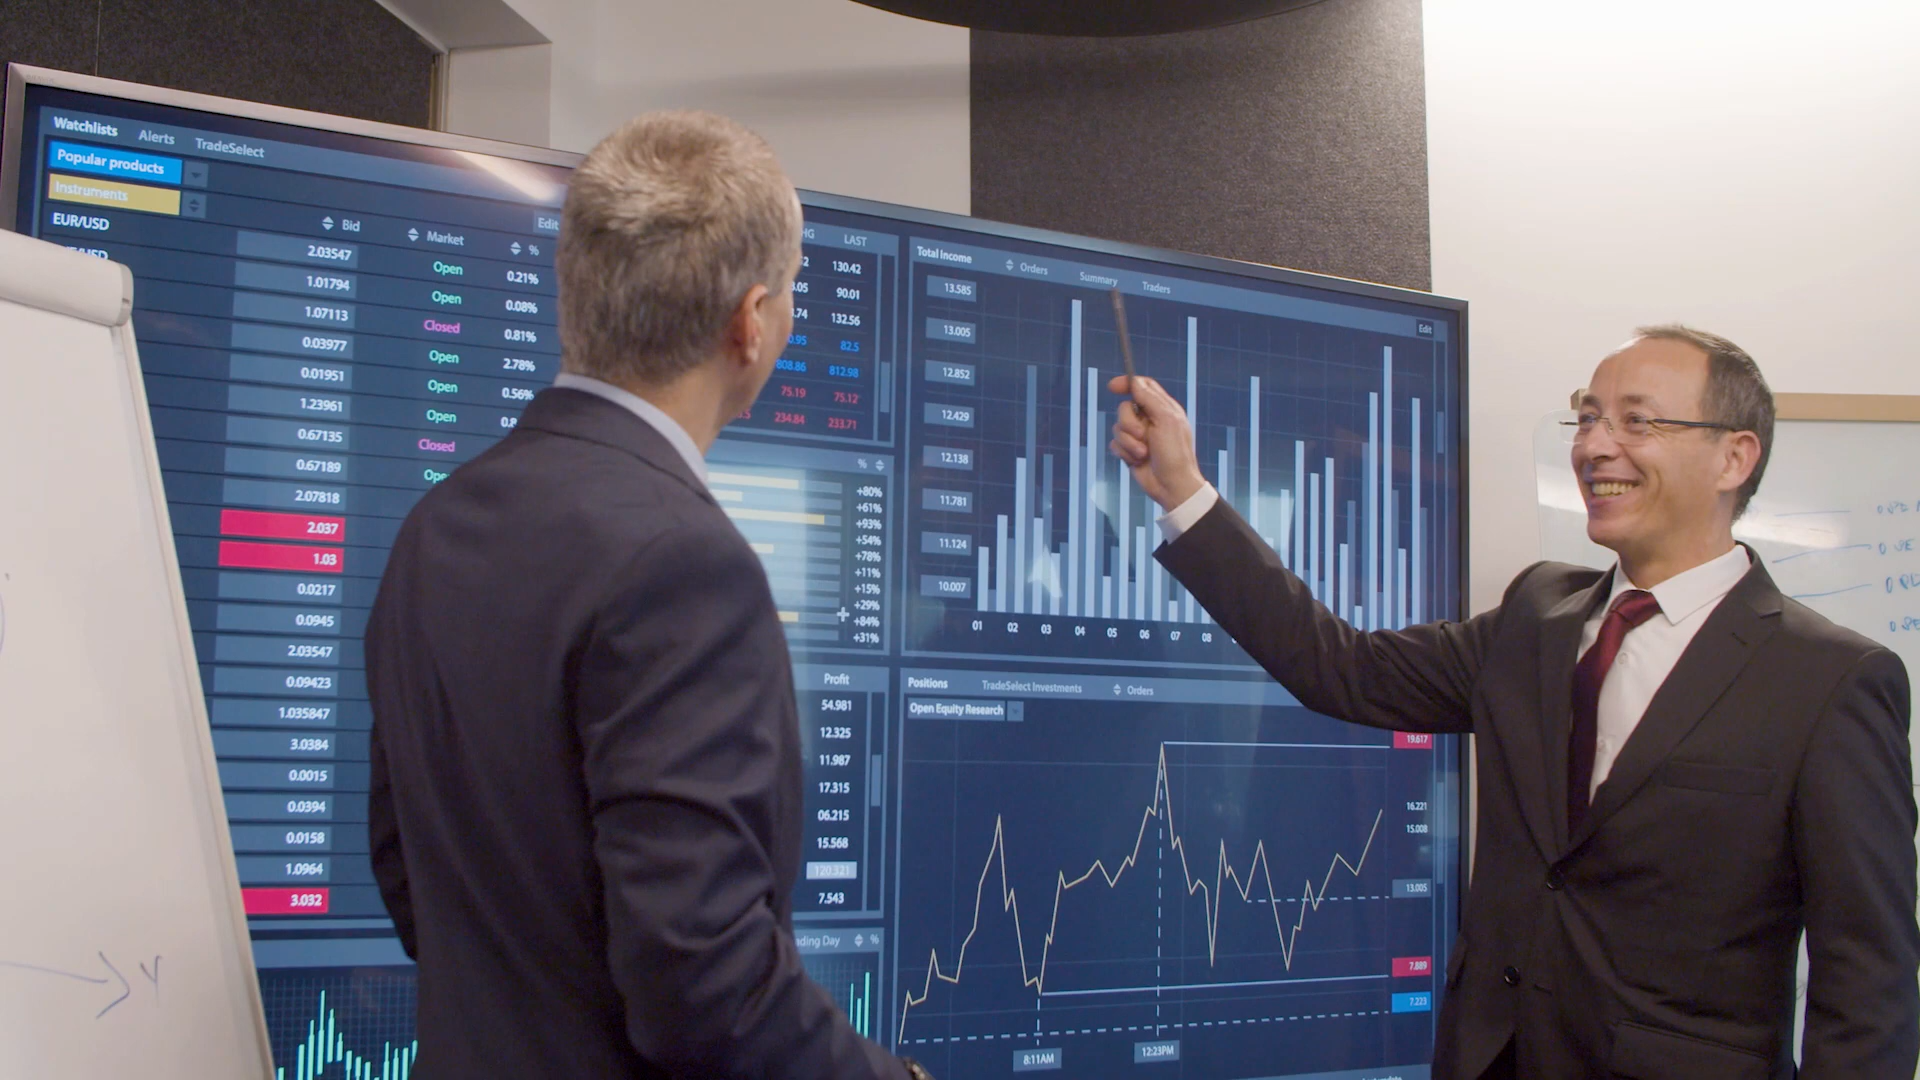 Watchlists Alerts TradeSelect
Popular products
Instruments
EUR/USD
Bid Market % Edit
2.03547 Open 0.21%
1.01794 Open 0.08%
1.07113 Closed 0.81%
0.03977 Open 2.78%
0.01951 Open 0.56%
1.23961 Open
0.67135 Closed
0.67189
2.07818
2.037
1.03
0.0217
0.0945
2.03547
0.09423
1.035847
3.0384
0.0015
0.0394
0.0158
1.0964
3.032
LAST
130.42
90.01
132.56
82.5
808.86 812.98
75.19 75.12
234.84 233.71
%
+80%
+61%
+93%
+54%
+78%
+11%
+15%
+29%
+84%
+31%
Profit
54.981
12.325
11.987
17.315
06.215
15.568
120.321
7.543
%
Total Income Orders Summary Traders
Edit
13.585
13.005
12.852
12.429
12.138
11.781
11.124
10.007
01 02 03 04 05 06 07 08
Positions TradeSelect Investments Orders
Open Equity Research
19.617
16.221
15.008
13.005
7.889
7.223
8:11AM 12:23PM
Y